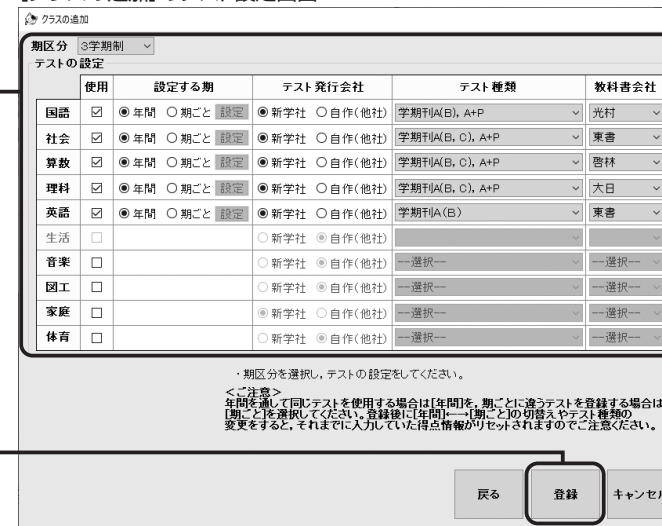 クラスの追加
期区分 3学期制
テストの設定
使用 設定する期 テスト発行会社 テスト種類 教科書会社
国語 年間 期ごと 設定 新学社 自作(他社) 学期刊A(B), A+P 光村
社会 年間 期ごと 設定 新学社 自作(他社) 学期刊A(B, C), A+P 東書
算数 年間 期ごと 設定 新学社 自作(他社) 学期刊A(B, C), A+P 啓林
理科 年間 期ごと 設定 新学社 自作(他社) 学期刊A(B, C), A+P 大日
英語 年間 期ごと 設定 新学社 自作(他社) 学期刊A(B) 東書
生活 新学社 自作(他社)
音楽 新学社 自作(他社) --選択-- --選択--
図工 新学社 自作(他社) --選択-- --選択--
家庭 新学社 自作(他社) --選択-- --選択--
体育 新学社 自作(他社) --選択-- --選択--
・期区分を選択し,テストの設定をしてください。
<ご注意>
年間を通して同じテストを使用する場合は[年間]を,期ごとに違うテストを登録する場合は
[期ごと]を選択してください。登録後に[年間]←→[期ごと]の切替えやテスト種類の
変更をすると,それまでに入力していた得点情報がリセットされますのでご注意ください。
戻る 登録 キャンセル